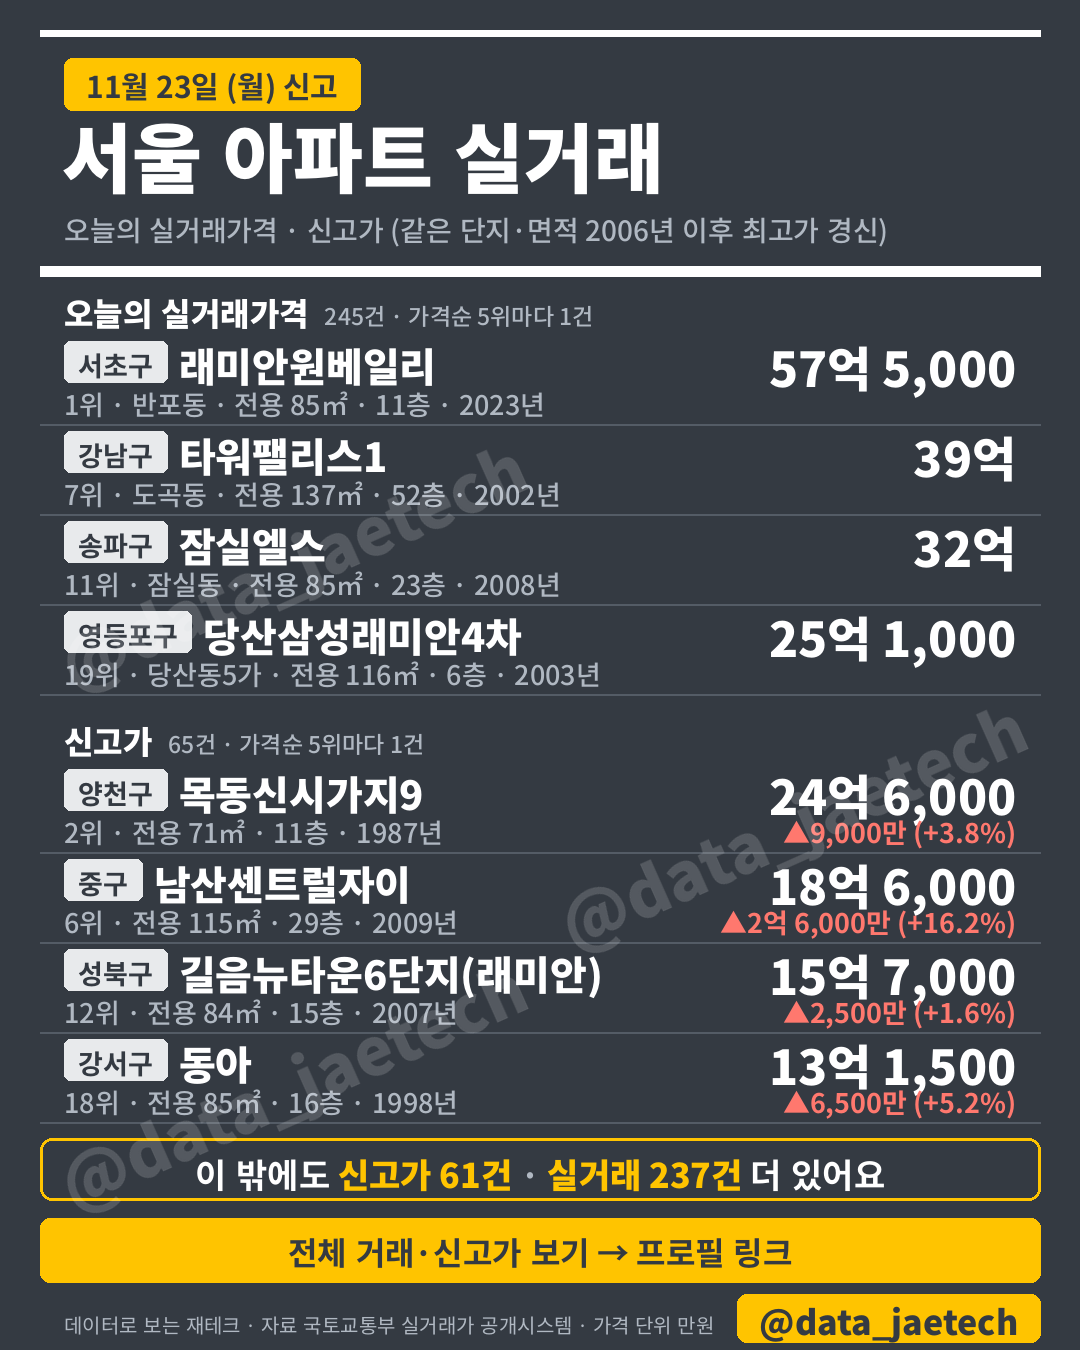 11월 23일 (월) 신고
서울 아파트 실거래
오늘의 실거래가격 · 신고가 (같은 단지·면적 2006년 이후 최고가 경신)
오늘의 실거래가격 245건 · 가격순 5위마다 1건
서초구 래미안원베일리 57억 5,000
1위 · 반포동 · 전용 85㎡ · 11층 · 2023년
강남구 타워팰리스1 39억
7위 · 도곡동 · 전용 137㎡ · 52층 · 2002년
송파구 잠실엘스 32억
11위 · 잠실동 · 전용 85㎡ · 23층 · 2008년
영등포구 당산삼성래미안4차 25억 1,000
19위 · 당산동5가 · 전용 116㎡ · 6층 · 2003년
신고가 65건 · 가격순 5위마다 1건
양천구 목동신시가지9 24억 6,000
2위 · 전용 71㎡ · 11층 · 1987년 ▲9,000만 (+3.8%)
중구 남산센트럴자이 18억 6,000
6위 · 전용 115㎡ · 29층 · 2009년 ▲2억 6,000만 (+16.2%)
성북구 길음뉴타운6단지(래미안) 15억 7,000
12위 · 전용 84㎡ · 15층 · 2007년 ▲2,500만 (+1.6%)
강서구 동아 13억 1,500
18위 · 전용 85㎡ · 16층 · 1998년 ▲6,500만 (+5.2%)
이 밖에도 신고가 61건 · 실거래 237건 더 있어요
전체 거래·신고가 보기 → 프로필 링크
데이터로 보는 재테크 · 자료 국토교통부 실거래가 공개시스템 · 가격 단위 만원 @data_jaetech
@data_jaetech
@data_jaetech
@data_jaetech